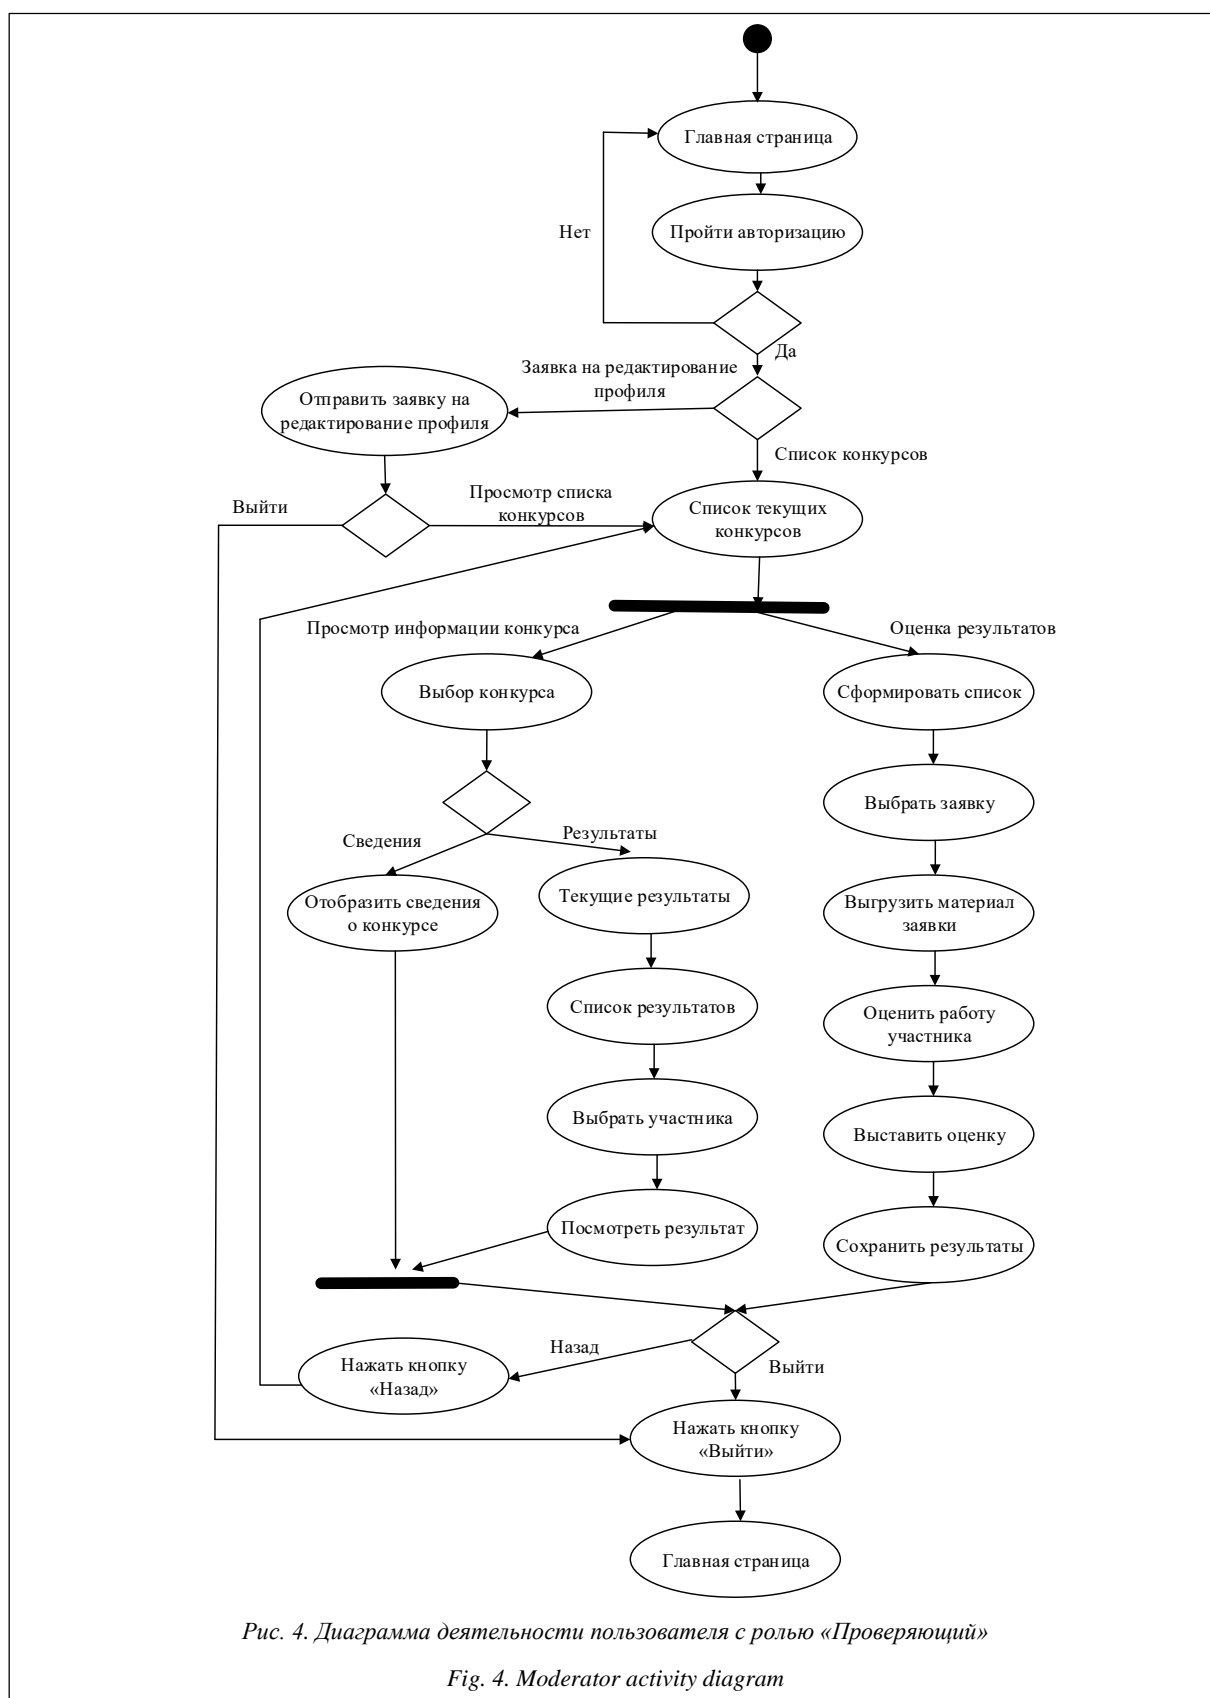 Главная страница
Нет
Пройти авторизацию
Да
Заявка на редактирование
профиля
Отправить заявку на
редактирование профиля
Список конкурсов
Выйти
Просмотр списка
конкурсов
Список текущих
конкурсов
Просмотр информации конкурса
Оценка результатов
Выбор конкурса
Сформировать список
Выбрать заявку
Сведения
Результаты
Отобразить сведения
о конкурсе
Текущие результаты
Выгрузить материал
заявки
Список результатов
Оценить работу
участника
Выбрать участника
Выставить оценку
Посмотреть результат
Сохранить результаты
Назад
Выйти
Нажать кнопку
«Назад»
Нажать кнопку
«Выйти»
Главная страница
Рис. 4. Диаграмма деятельности пользователя с ролью «Проверяющий»
Fig. 4. Moderator activity diagram